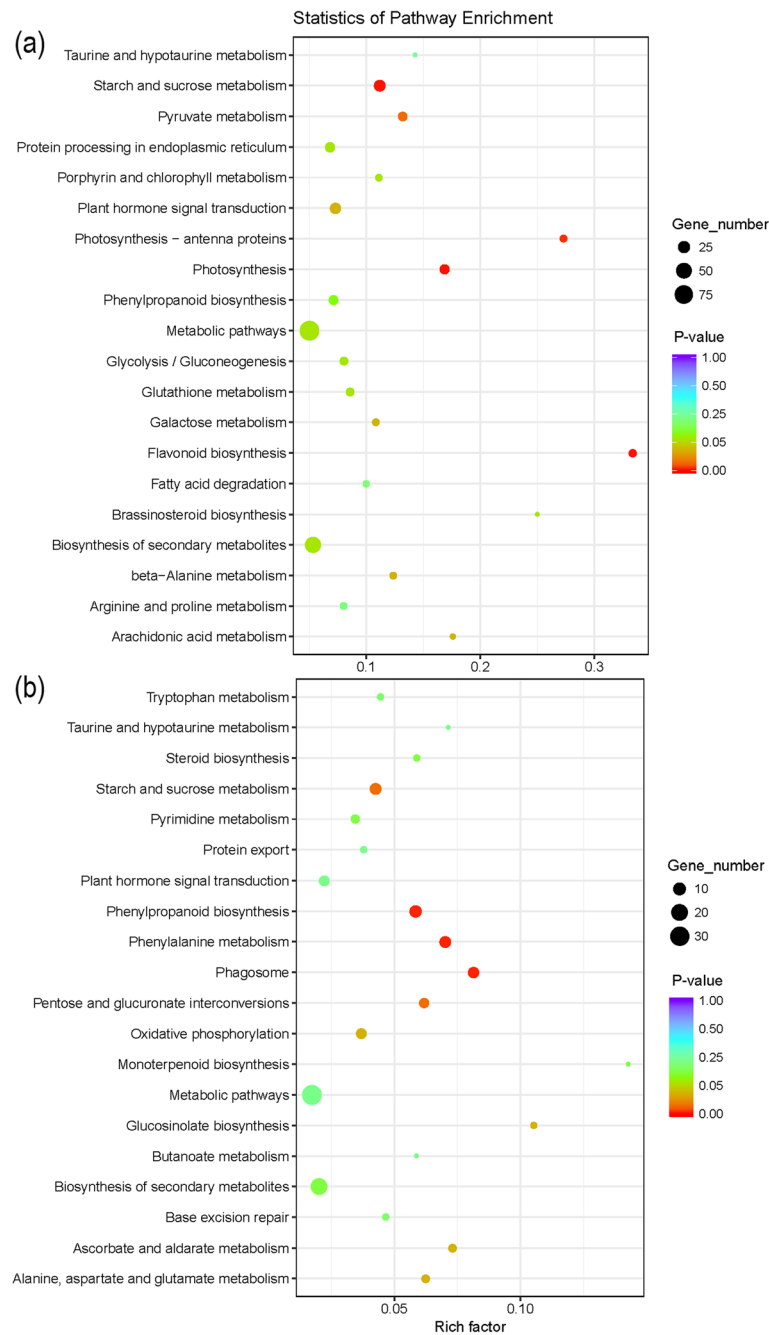 Statistics of Pathway Enrichment
(a)
Taurine and hypotaurine metabolism
Starch and sucrose metabolism
Pyruvate metabolism
Protein processing in endoplasmic reticulum
Porphyrin and chlorophyll metabolism
Plant hormone signal transduction
Photosynthesis − antenna proteins
Photosynthesis
Phenylpropanoid biosynthesis
Metabolic pathways
Glycolysis / Gluconeogenesis
Glutathione metabolism
Galactose metabolism
Flavonoid biosynthesis
Fatty acid degradation
Brassinosteroid biosynthesis
Biosynthesis of secondary metabolites
beta−Alanine metabolism
Arginine and proline metabolism
Arachidonic acid metabolism
0.1 0.2 0.3
Gene_number
25
50
75
P-value
1.00
0.50
0.25
0.05
0.00
(b)
Tryptophan metabolism
Taurine and hypotaurine metabolism
Steroid biosynthesis
Starch and sucrose metabolism
Pyrimidine metabolism
Protein export
Plant hormone signal transduction
Phenylpropanoid biosynthesis
Phenylalanine metabolism
Phagosome
Pentose and glucuronate interconversions
Oxidative phosphorylation
Monoterpenoid biosynthesis
Metabolic pathways
Glucosinolate biosynthesis
Butanoate metabolism
Biosynthesis of secondary metabolites
Base excision repair
Ascorbate and aldarate metabolism
Alanine, aspartate and glutamate metabolism
0.05 0.10
Rich factor
Gene_number
10
20
30
P-value
1.00
0.50
0.25
0.05
0.00